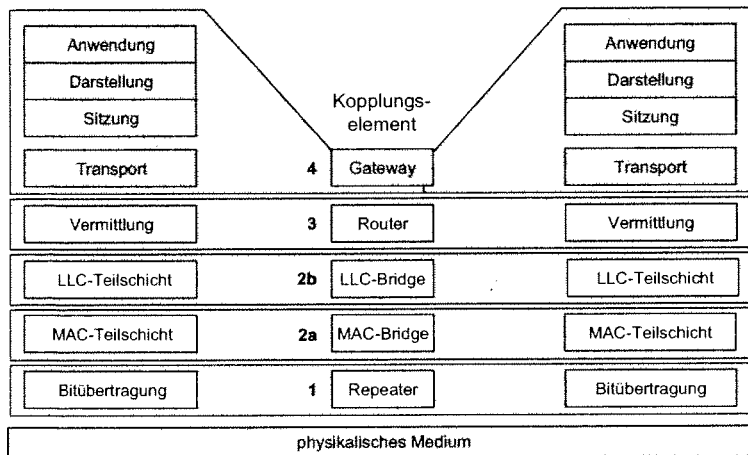 Anwendung
Anwendung
Darstellung
Darstellung
Kopplungs-
element
Sitzung
Sitzung
Transport
4
Gateway
Transport
Vermittlung
3
Router
Vermittlung
LLC-Teilschicht
2b
LLC-Bridge
LLC-Teilschicht
MAC-Teilschicht
2a
MAC-Bridge
MAC-Teilschicht
Bitübertragung
1
Repeater
Bitübertragung
physikalisches Medium